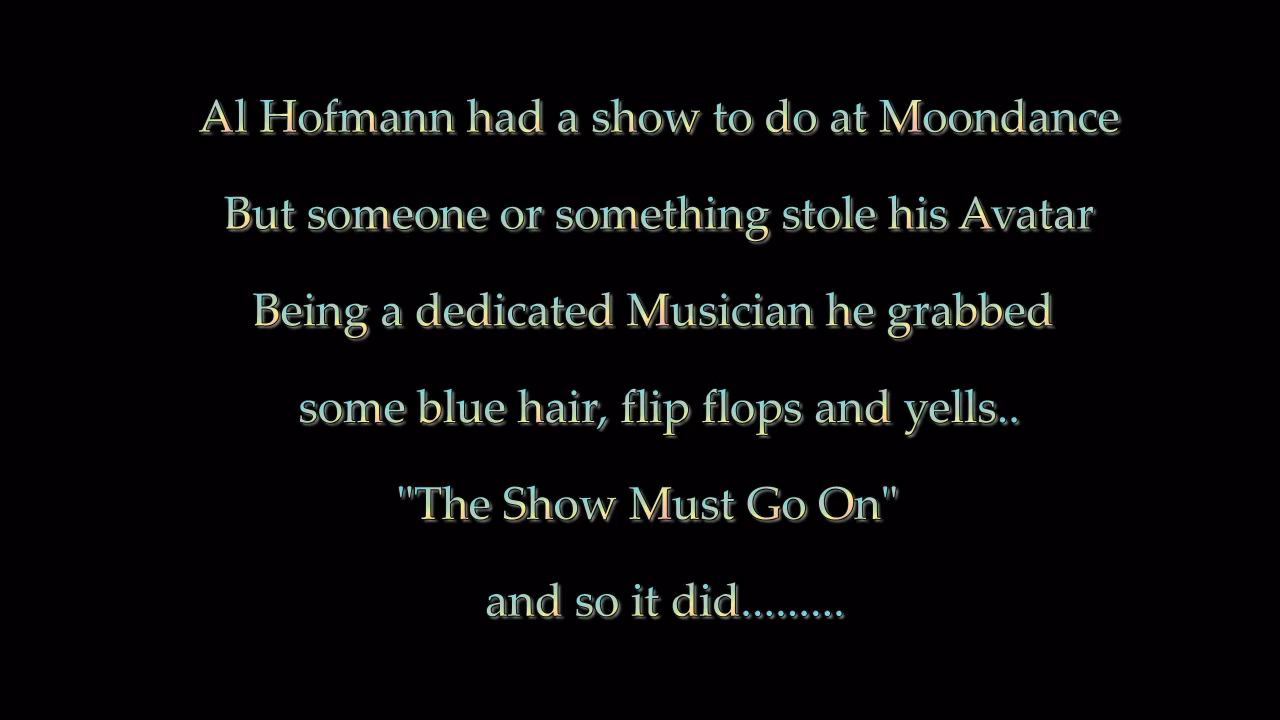 Al Hofmann had a show to do at Moondance
But someone or something stole his Avatar
Being a dedicated Musician he grabbed
some blue hair, flip flops and yells..
"The Show Must Go On"
and so it did.........